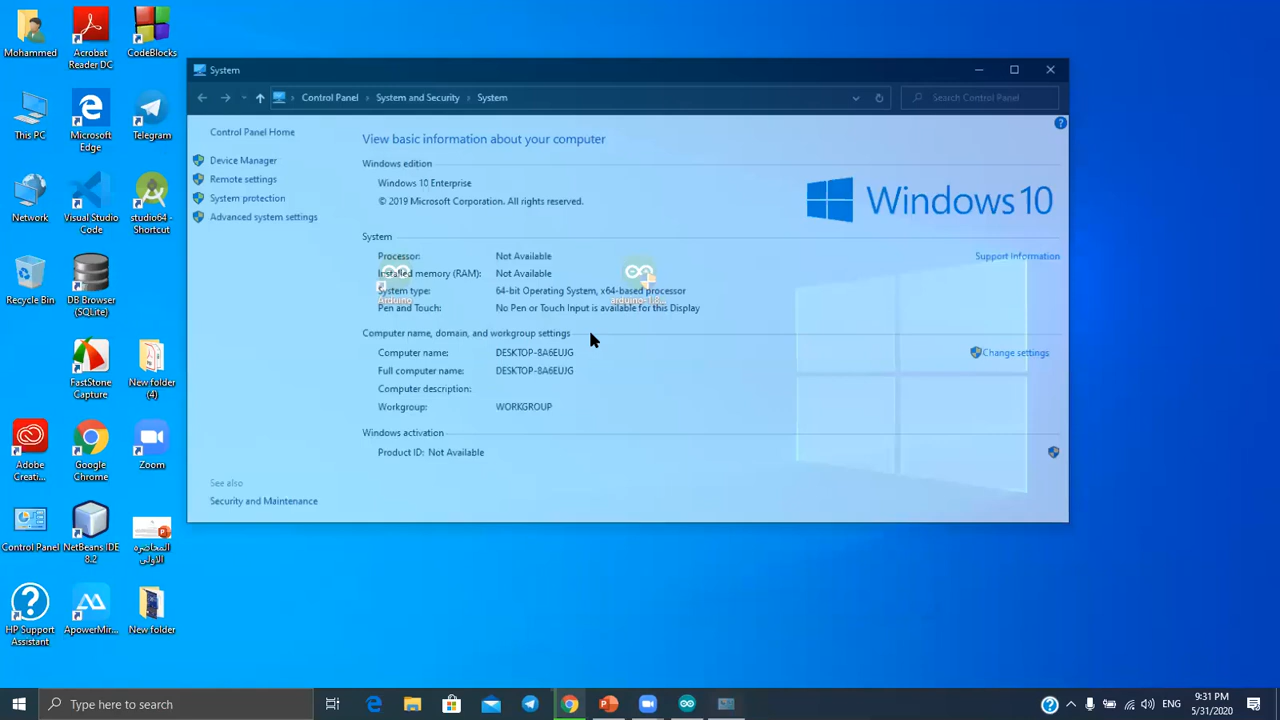 Mohammed
Acrobat
Reader DC
CodeBlocks
This PC
Microsoft
Edge
Telegram
Network
Visual Studio
Code
studio64 -
Shortcut
Recycle Bin
DB Browser
(SQLite)
FastStone
Capture
New folder
(4)
Adobe
Creati...
Google
Chrome
Zoom
Control Panel
NetBeans IDE
8.2
المحاضره
الاولى
HP Support
Assistant
ApowerMir...
New folder
System
Control Panel
System and Security
System
Search Control Panel
Control Panel Home
Device Manager
Remote settings
System protection
Advanced system settings
See also
Security and Maintenance
View basic information about your computer
Windows edition
Windows 10 Enterprise
© 2019 Microsoft Corporation. All rights reserved.
Windows 10
System
Processor: Not Available
Installed memory (RAM): Not Available
System type: 64-bit Operating System, x64-based processor
Pen and Touch: No Pen or Touch Input is available for this Display
Support Information
Arduino
arduino-1.8...
Computer name, domain, and workgroup settings
Computer name: DESKTOP-8A6EUJG
Full computer name: DESKTOP-8A6EUJG
Computer description:
Workgroup: WORKGROUP
Change settings
Windows activation
Product ID: Not Available
Type here to search
ENG
9:31 PM
5/31/2020